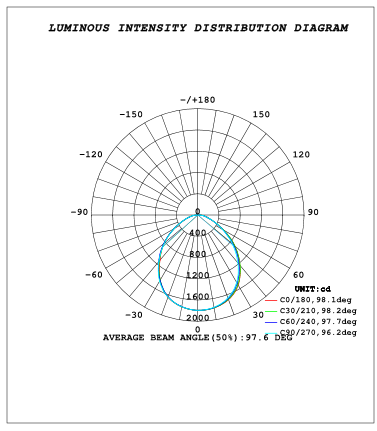 LUMINOUS INTENSITY DISTRIBUTION DIAGRAM
-/+180
-150
150
-120
120
-90
0
90
400
800
-60
60
1200
UNIT:cd
1600
C0/180,98.1deg
C30/210,98.2deg
-30
30
2000
C60/240,97.7deg
0
C90/270,96.2deg
AVERAGE BEAM ANGLE(50%):97.6 DEG